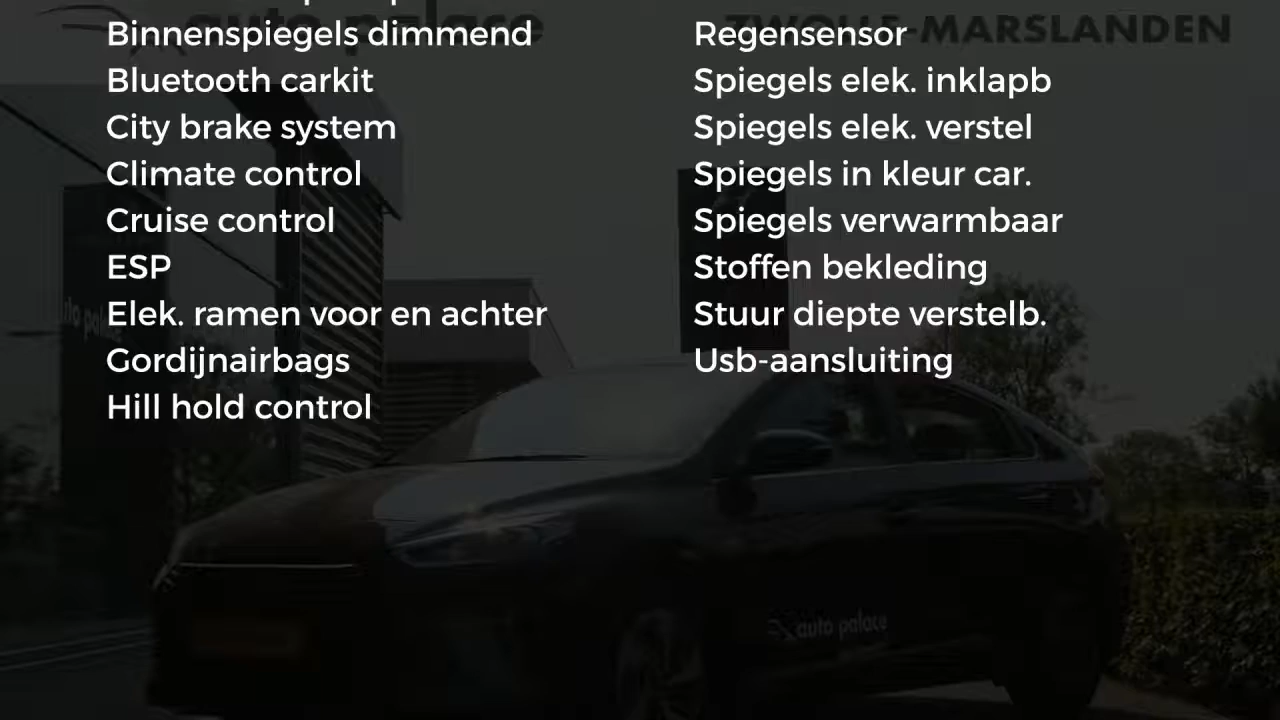 auto palace
ZWOLLE-MARSLANDEN
Binnenspiegels dimmend
Bluetooth carkit
City brake system
Climate control
Cruise control
ESP
Elek. ramen voor en achter
Gordijnairbags
Hill hold control
Regensensor
Spiegels elek. inklapb
Spiegels elek. verstel
Spiegels in kleur car.
Spiegels verwarmbaar
Stoffen bekleding
Stuur diepte verstelb.
Usb-aansluiting
auto palace